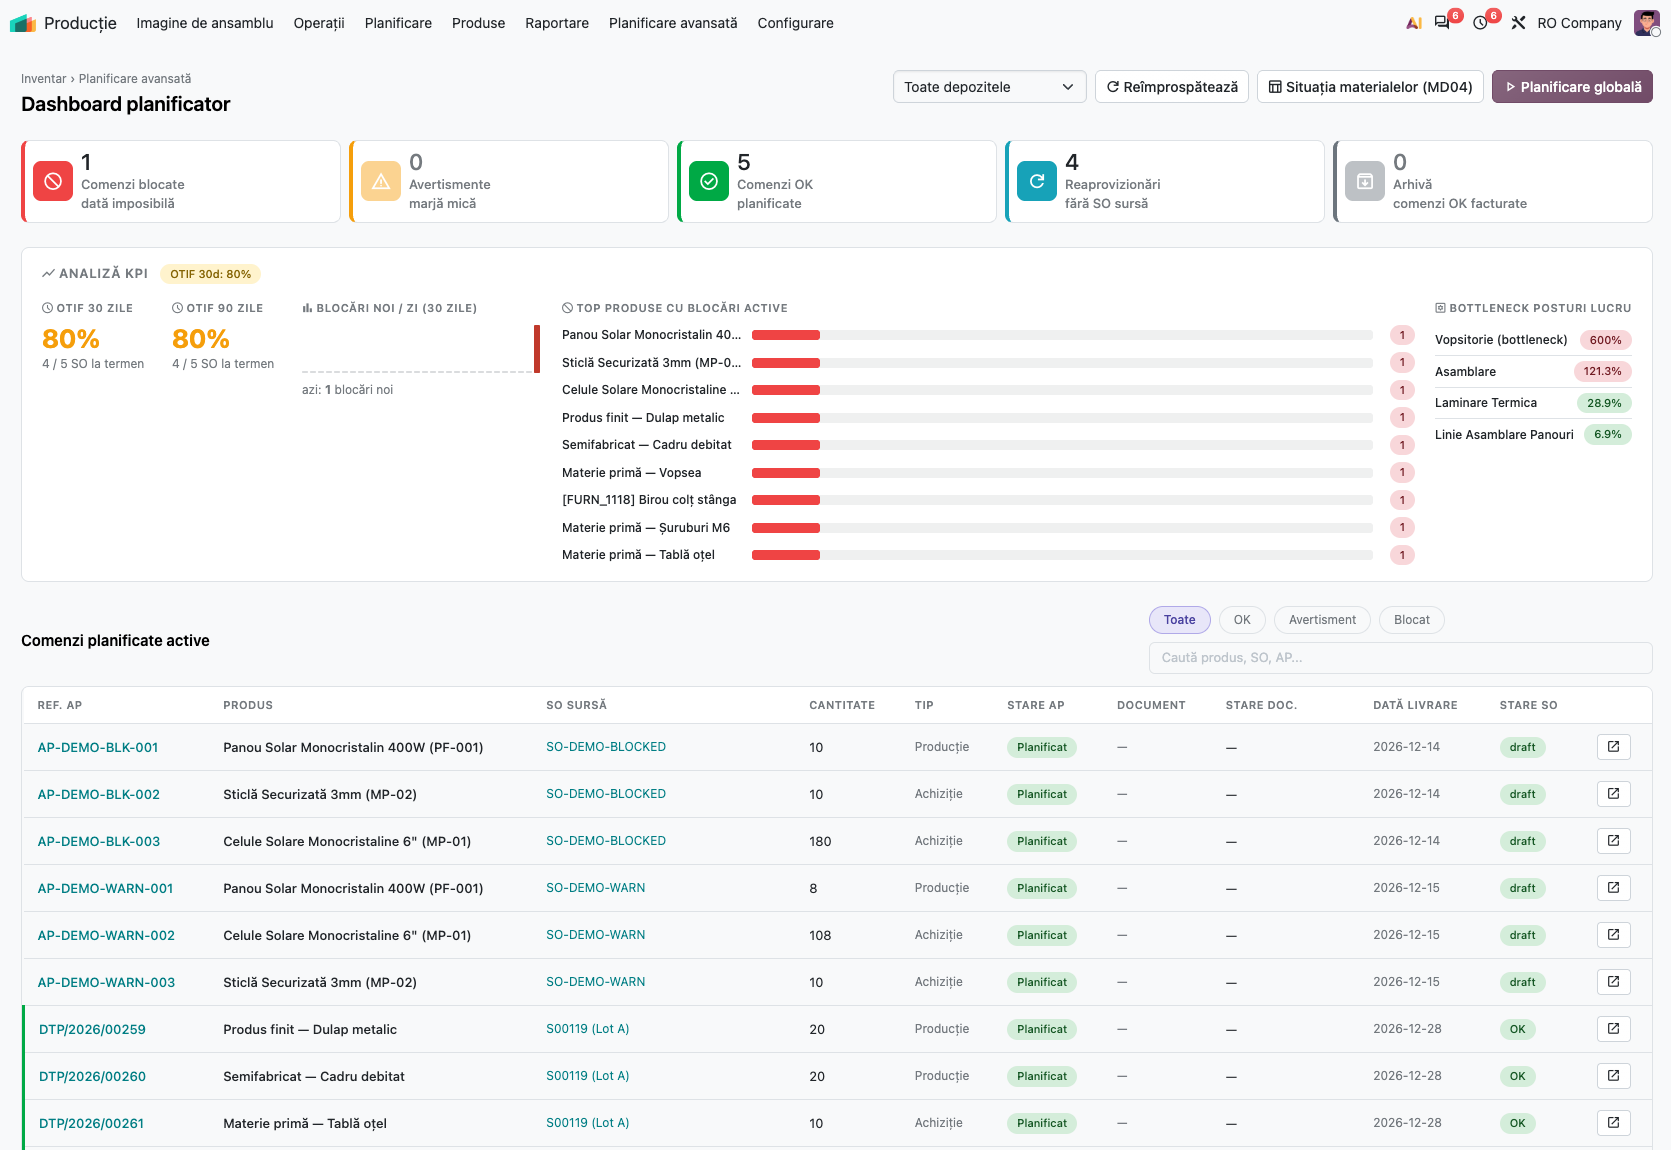 Producție Imagine de ansamblu Operații Planificare Produse Raportare Planificare avansată Configurare AI 6 6 RO Company
Inventar › Planificare avansată
Dashboard planificator
Toate depozitele Reîmprospătează Situația materialelor (MD04) Planificare globală
1
Comenzi blocate
dată imposibilă
0
Avertismente
marjă mică
5
Comenzi OK
planificate
4
Reaprovizionări
fără SO sursă
0
Arhivă
comenzi OK facturate
ANALIZĂ KPI OTIF 30d: 80%
OTIF 30 ZILE
80%
4 / 5 SO la termen
OTIF 90 ZILE
80%
4 / 5 SO la termen
BLOCĂRI NOI / ZI (30 ZILE)
azi: 1 blocări noi
TOP PRODUSE CU BLOCĂRI ACTIVE
Panou Solar Monocristalin 40... 1
Sticlă Securizată 3mm (MP-0... 1
Celule Solare Monocristaline ... 1
Produs finit — Dulap metalic 1
Semifabricat — Cadru debitat 1
Materie primă — Vopsea 1
[FURN_1118] Birou colț stânga 1
Materie primă — Șuruburi M6 1
Materie primă — Tablă oțel 1
BOTTLENECK POSTURI LUCRU
Vopsitorie (bottleneck) 600%
Asamblare 121.3%
Laminare Termica 28.9%
Linie Asamblare Panouri 6.9%
Comenzi planificate active
Toate OK Avertisment Blocat
Caută produs, SO, AP...
REF. AP PRODUS SO SURSĂ CANTITATE TIP STARE AP DOCUMENT STARE DOC. DATĂ LIVRARE STARE SO
AP-DEMO-BLK-001 Panou Solar Monocristalin 400W (PF-001) SO-DEMO-BLOCKED 10 Producție Planificat — — 2026-12-14 draft
AP-DEMO-BLK-002 Sticlă Securizată 3mm (MP-02) SO-DEMO-BLOCKED 10 Achiziție Planificat — — 2026-12-14 draft
AP-DEMO-BLK-003 Celule Solare Monocristaline 6" (MP-01) SO-DEMO-BLOCKED 180 Achiziție Planificat — — 2026-12-14 draft
AP-DEMO-WARN-001 Panou Solar Monocristalin 400W (PF-001) SO-DEMO-WARN 8 Producție Planificat — — 2026-12-15 draft
AP-DEMO-WARN-002 Celule Solare Monocristaline 6" (MP-01) SO-DEMO-WARN 108 Achiziție Planificat — — 2026-12-15 draft
AP-DEMO-WARN-003 Sticlă Securizată 3mm (MP-02) SO-DEMO-WARN 10 Achiziție Planificat — — 2026-12-15 draft
DTP/2026/00259 Produs finit — Dulap metalic S00119 (Lot A) 20 Producție Planificat — — 2026-12-28 OK
DTP/2026/00260 Semifabricat — Cadru debitat S00119 (Lot A) 20 Producție Planificat — — 2026-12-28 OK
DTP/2026/00261 Materie primă — Tablă oțel S00119 (Lot A) 10 Achiziție Planificat — — 2026-12-28 OK